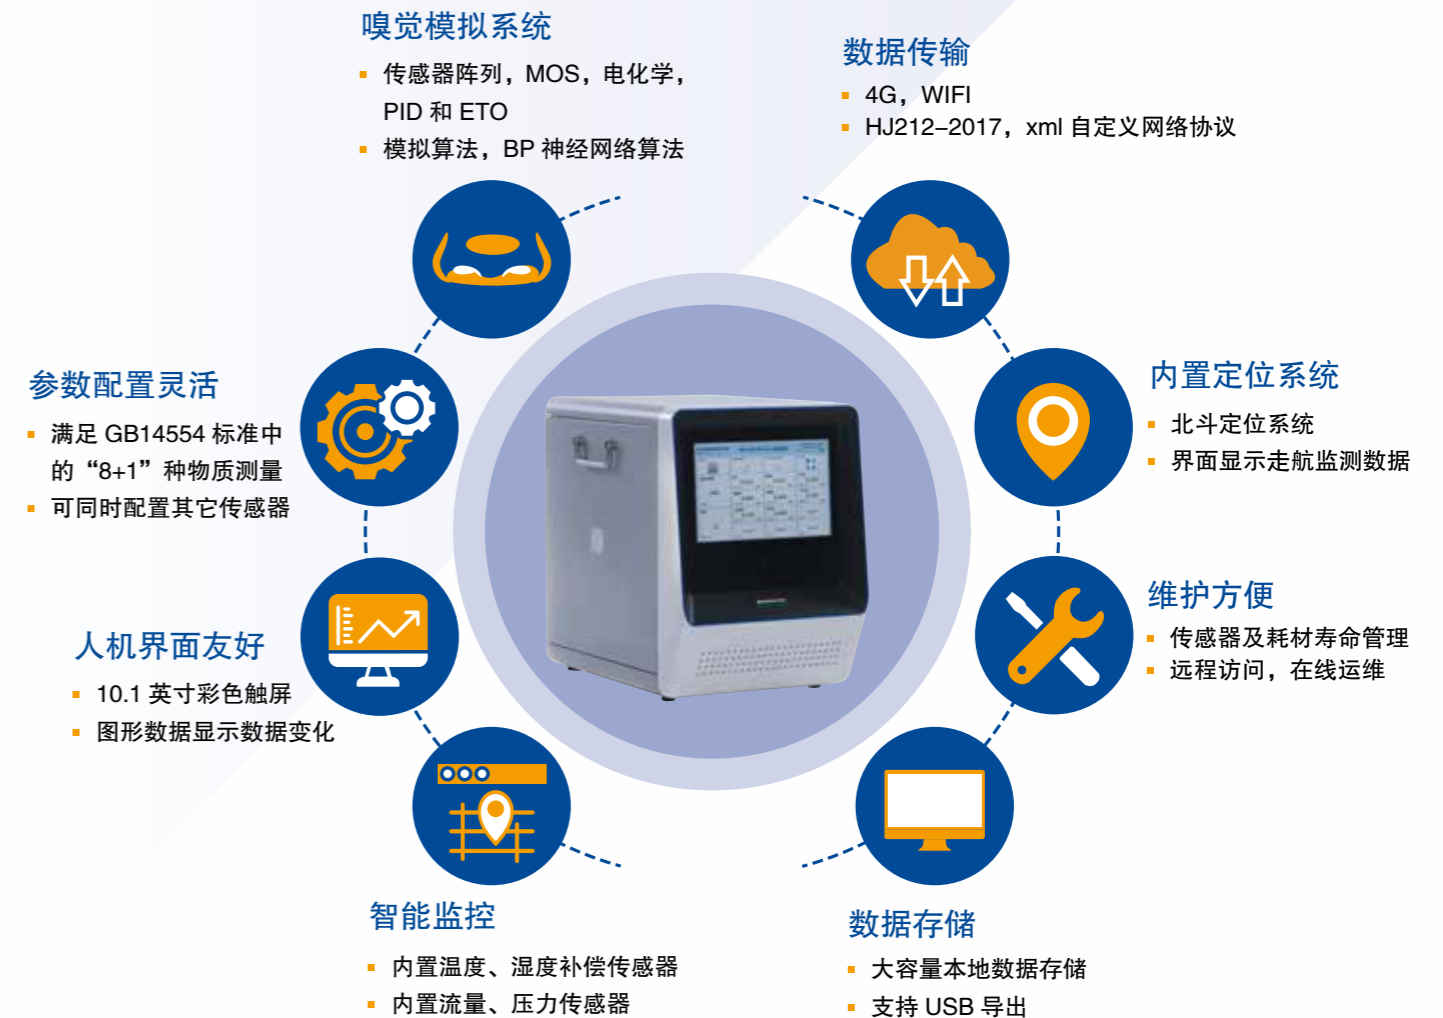 嗅觉模拟系统
传感器阵列，MOS，电化学，
PID 和 ETO
模拟算法，BP 神经网络算法
数据传输
4G，WIFI
HJ212-2017，xml 自定义网络协议
参数配置灵活
满足 GB14554 标准中
的“8+1”种物质测量
可同时配置其它传感器
内置定位系统
北斗定位系统
界面显示走航监测数据
人机界面友好
10.1 英寸彩色触屏
图形数据显示数据变化
维护方便
传感器及耗材寿命管理
远程访问，在线运维
智能监控
内置温度、湿度补偿传感器
内置流量、压力传感器
数据存储
大容量本地数据存储
支持 USB 导出